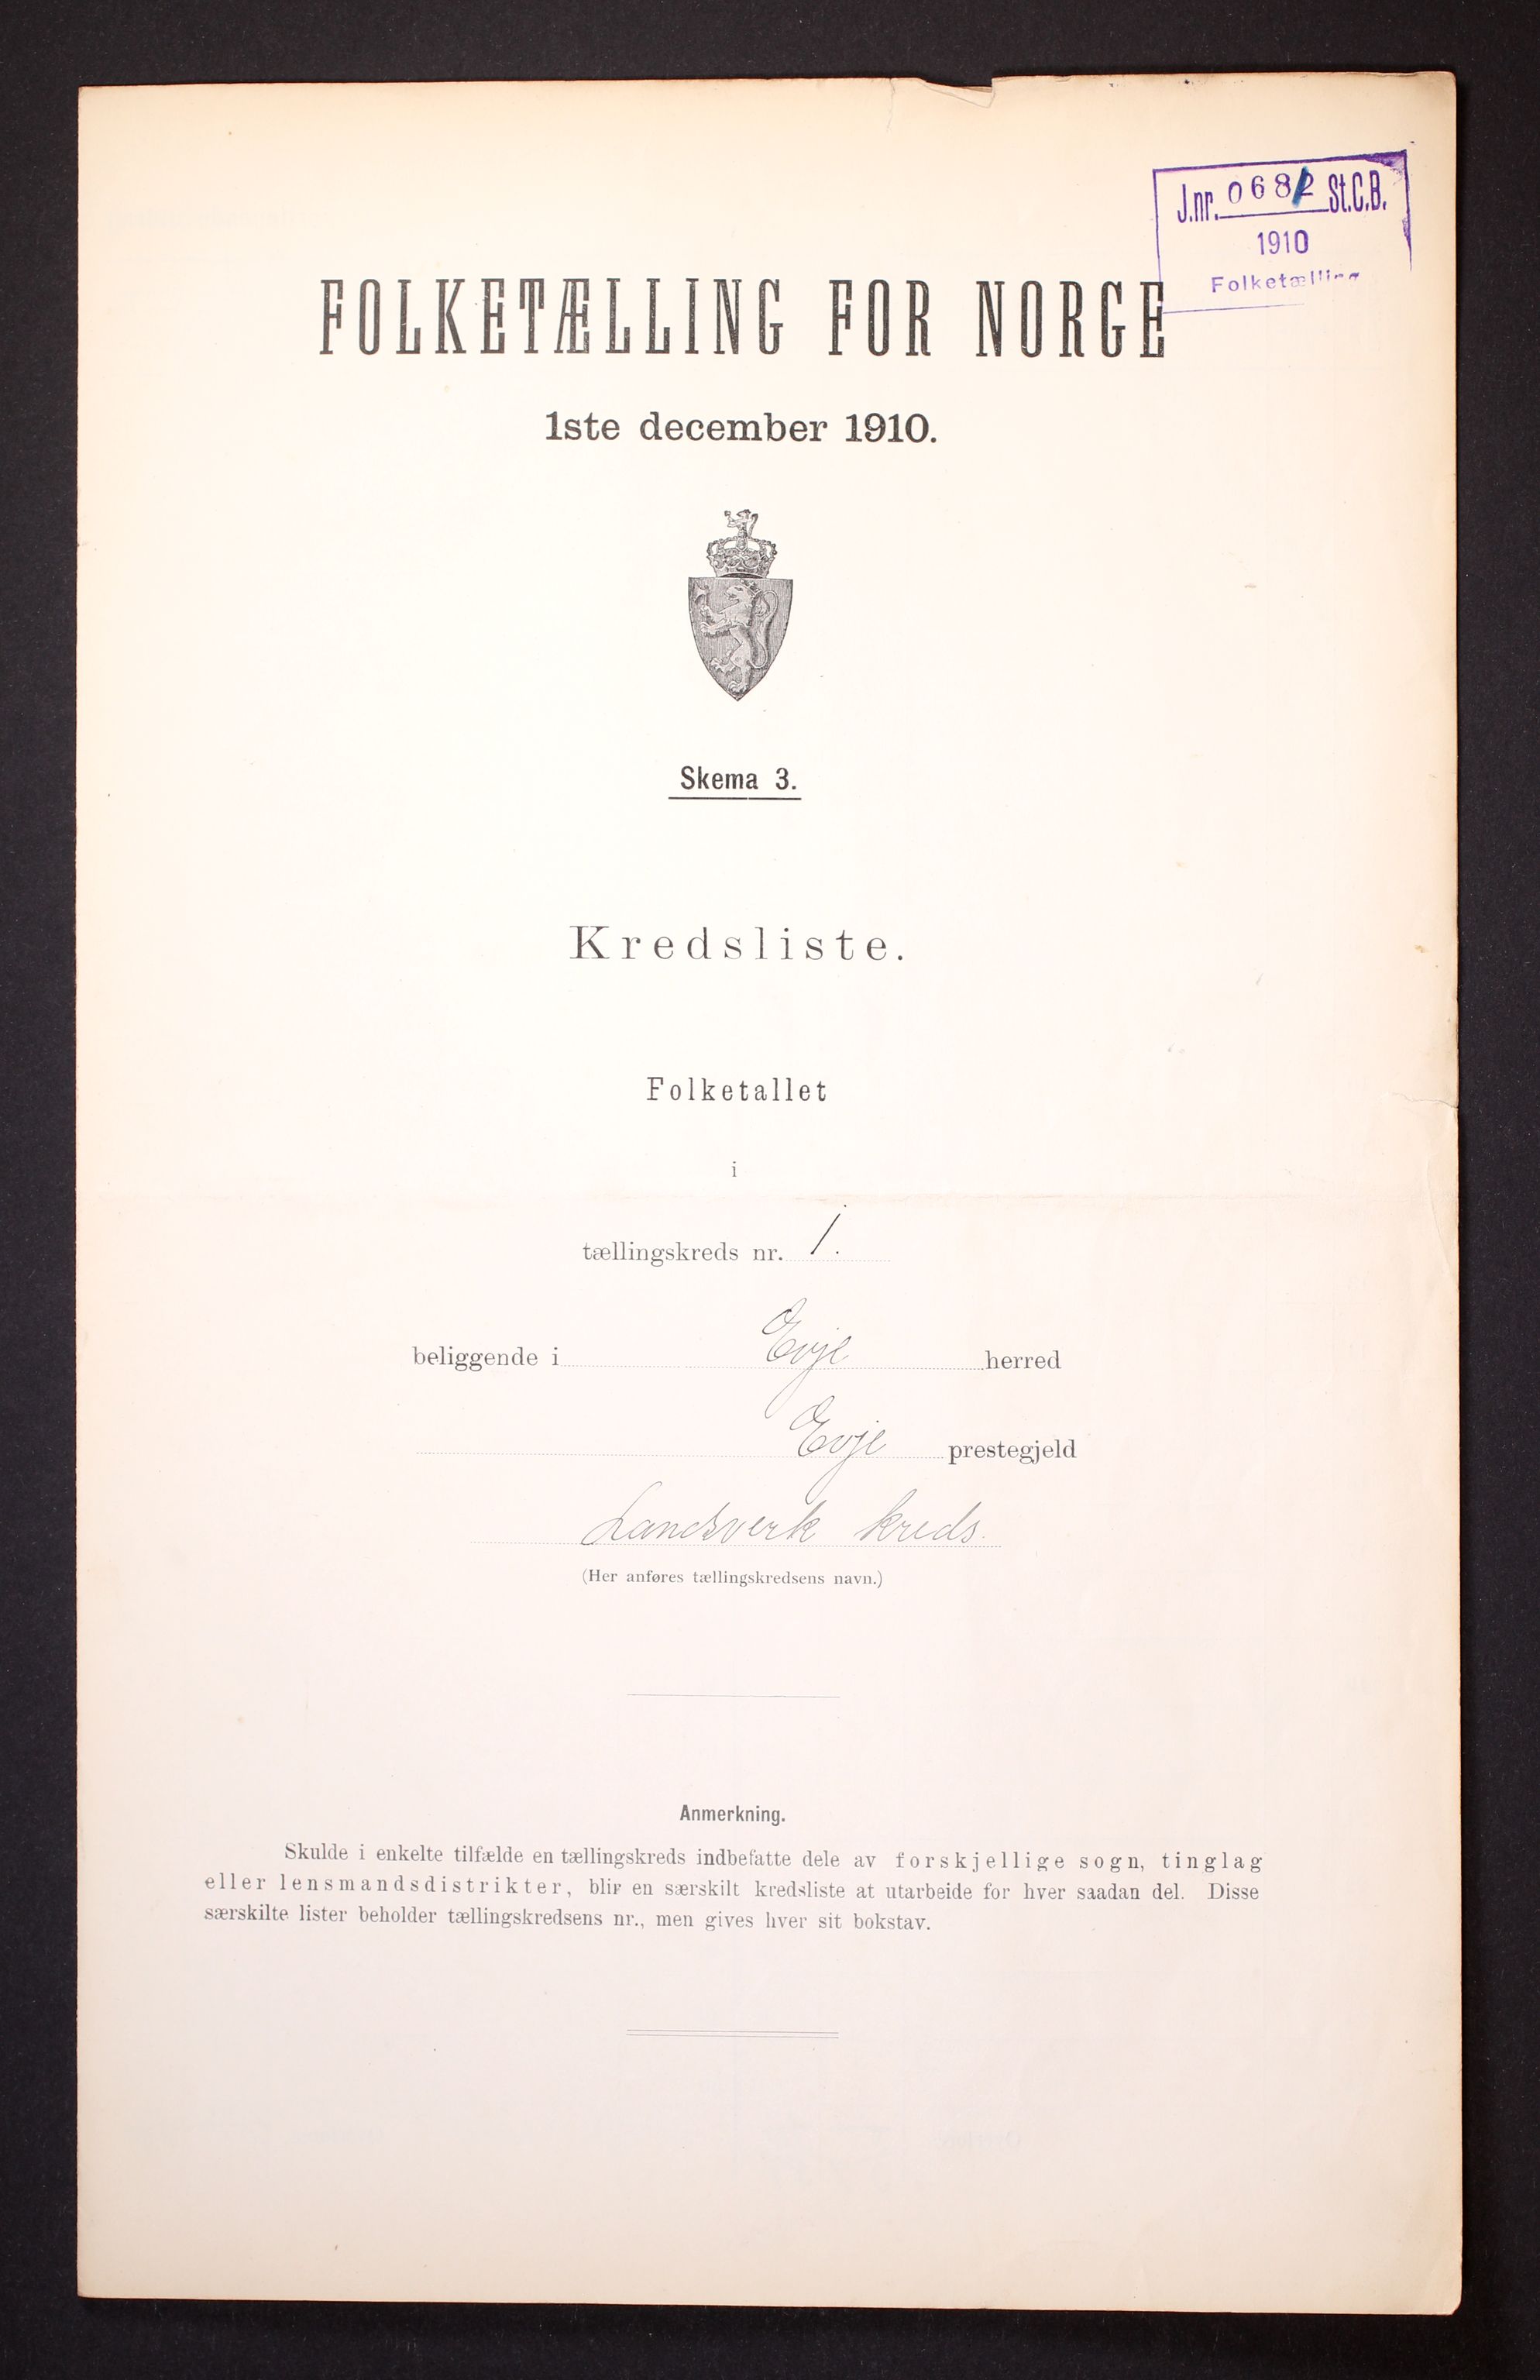 J.nr. St.C.B.
1910
Folketælling
FOLKETÆLLING FOR NORGE
1ste december 1910.
Skema 3.
Kredsliste.
Folketallet
i
tællingskreds nr. 1.
beliggende i Evje herred
Evje prestegjeld
Landsverk kreds.
(Her anføres tællingskredsens navn.)
Anmerkning.
Skulde i enkelte tilfælde en tællingskreds indbefatte dele av forskjellige sogn, tinglag
eller lensmandsdistrikter, blir en særskilt kredsliste at utarbeide for hver saadan del. Disse
særskilte lister beholder tællingskredsens nr., men gives hver sit bokstav.